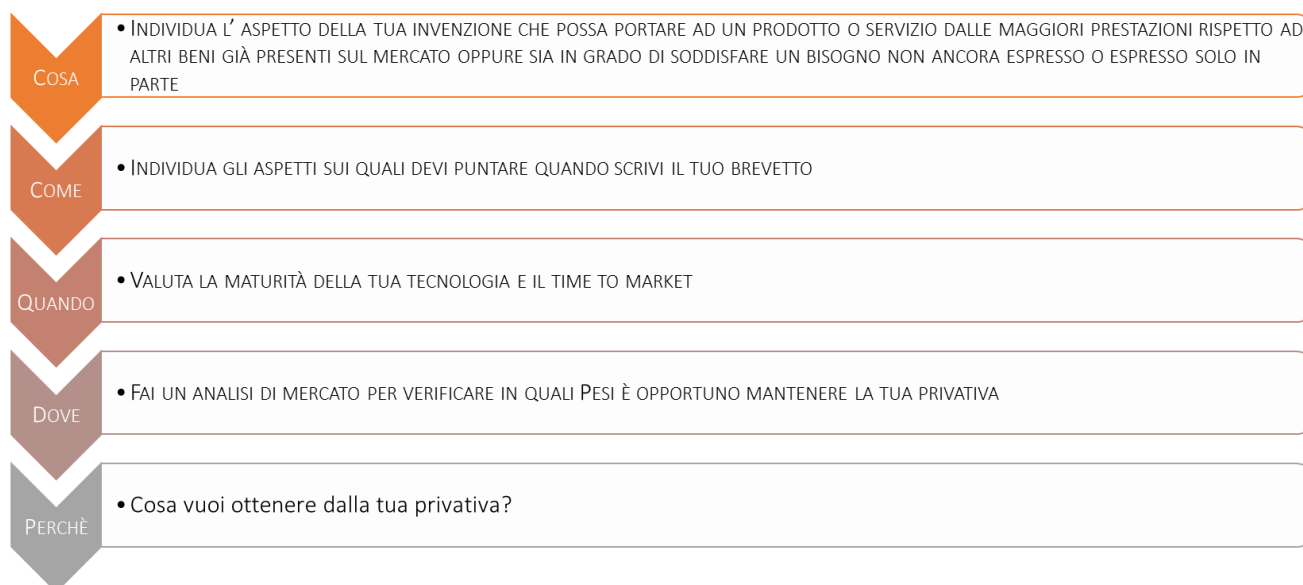 COSA
• INDIVIDUA L’ ASPETTO DELLA TUA INVENZIONE CHE POSSA PORTARE AD UN PRODOTTO O SERVIZIO DALLE MAGGIORI PRESTAZIONI RISPETTO AD
ALTRI BENI GIÀ PRESENTI SUL MERCATO OPPURE SIA IN GRADO DI SODDISFARE UN BISOGNO NON ANCORA ESPRESSO O ESPRESSO SOLO IN
PARTE
COME
• INDIVIDUA GLI ASPETTI SUI QUALI DEVI PUNTARE QUANDO SCRIVI IL TUO BREVETTO
QUANDO
• VALUTA LA MATURITÀ DELLA TUA TECNOLOGIA E IL TIME TO MARKET
DOVE
• FAI UN ANALISI DI MERCATO PER VERIFICARE IN QUALI PESI È OPPORTUNO MANTENERE LA TUA PRIVATIVA
PERCHÈ
• Cosa vuoi ottenere dalla tua privativa?